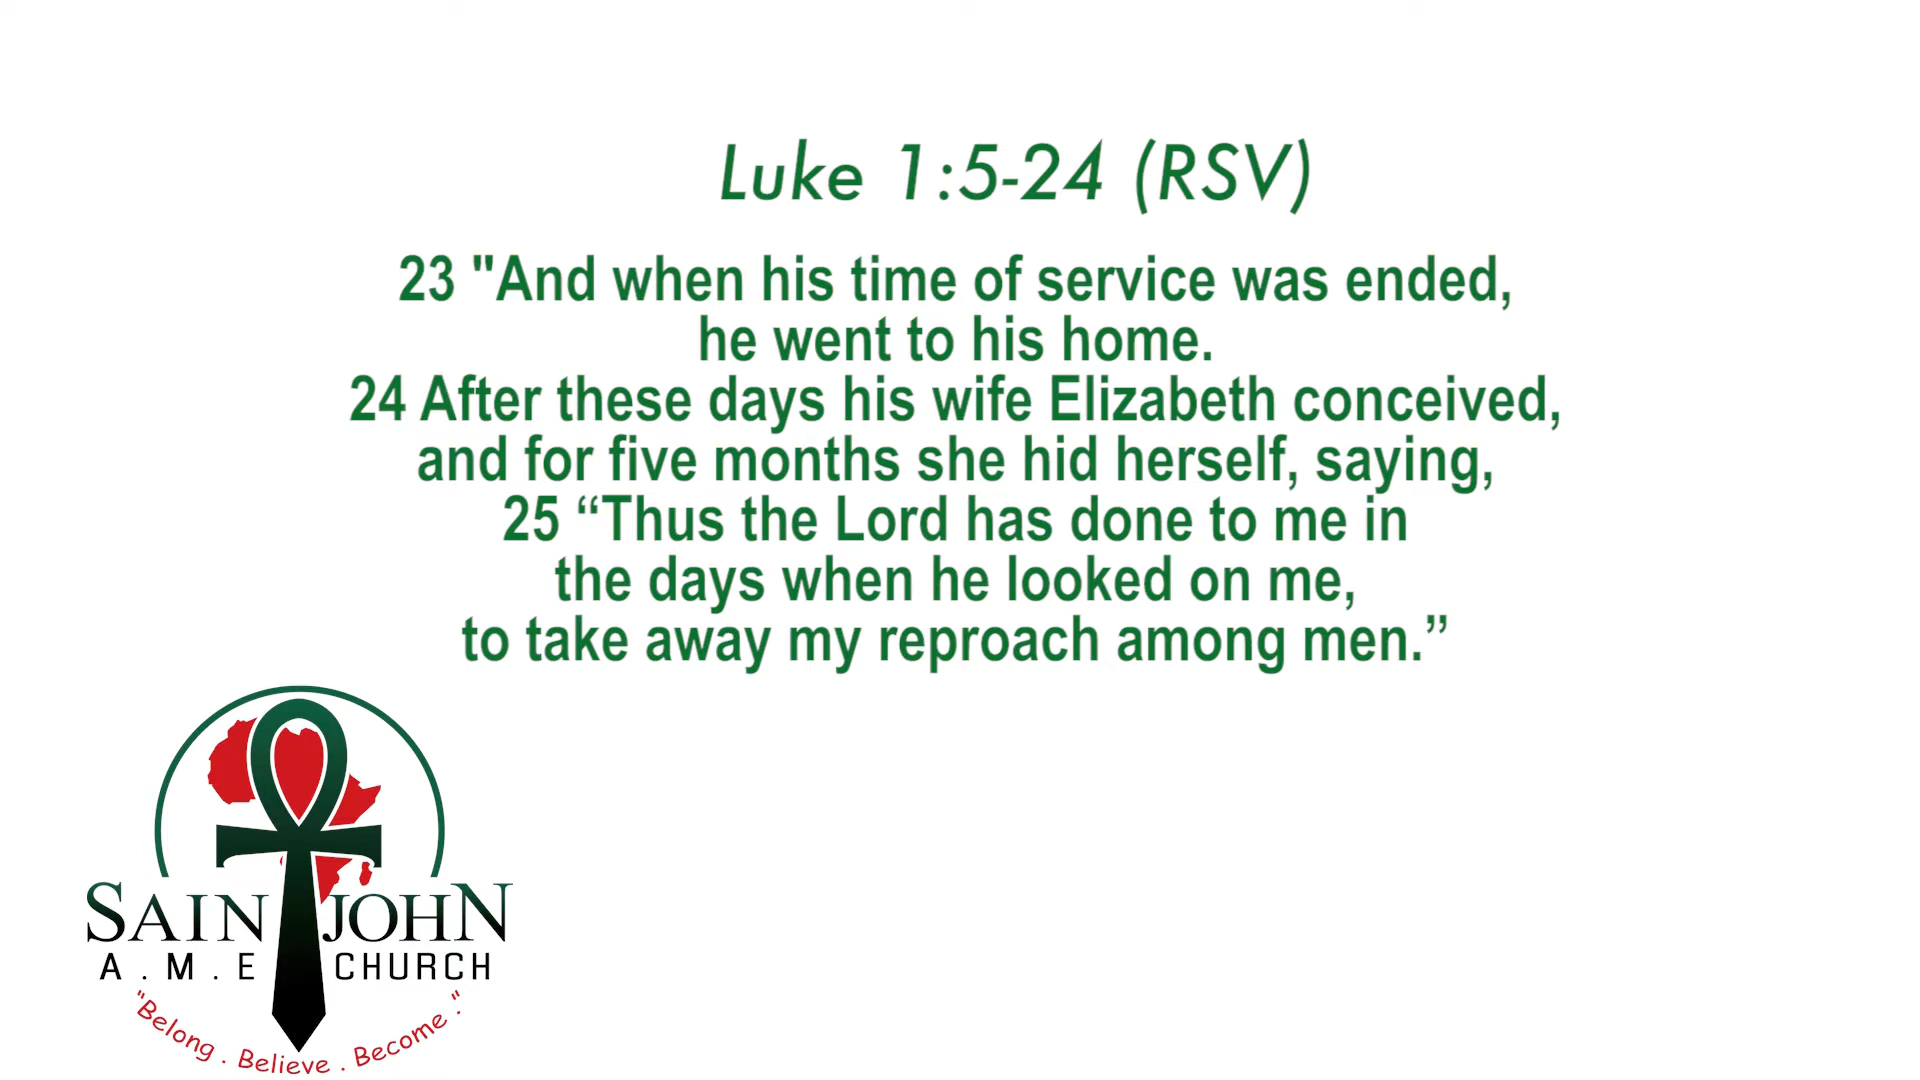 Luke 1:5-24 (RSV)
23 "And when his time of service was ended,
he went to his home.
24 After these days his wife Elizabeth conceived,
and for five months she hid herself, saying,
25 “Thus the Lord has done to me in
the days when he looked on me,
to take away my reproach among men.”
SAINT JOHN
A.M.E CHURCH
"Belong . Believe . Become ."